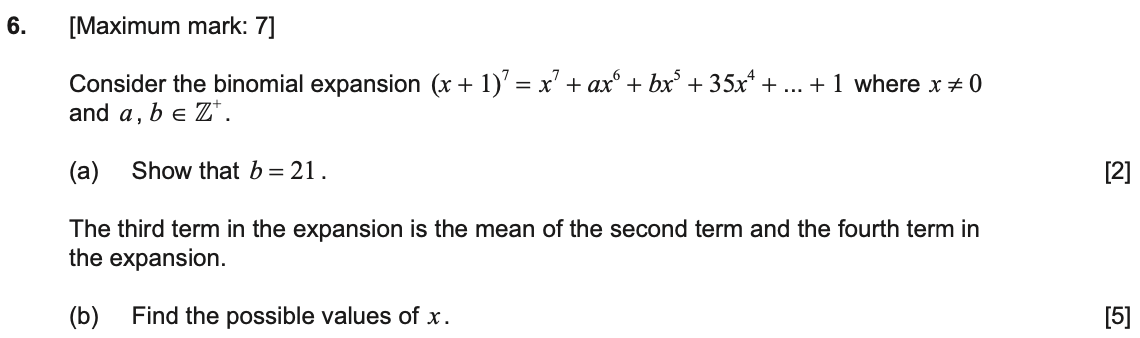 6. [Maximum mark: 7]
Consider the binomial expansion (x + 1)⁷ = x⁷ + ax⁶ + bx⁵ + 35x⁴ + ... + 1 where x ≠ 0
and a, b ∈ ℤ⁺.
(a) Show that b = 21. [2]
The third term in the expansion is the mean of the second term and the fourth term in
the expansion.
(b) Find the possible values of x. [5]